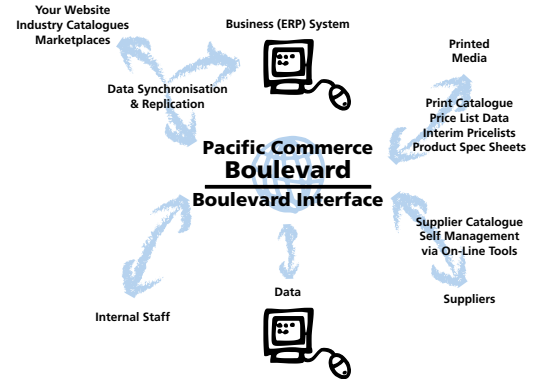 Your Website
Industry Catalogues
Marketplaces
Business (ERP) System
Printed
Media
Data Synchronisation
& Replication
Print Catalogue
Price List Data
Interim Pricelists
Product Spec Sheets
Pacific Commerce
Boulevard
Boulevard Interface
Supplier Catalogue
Self Management
via On-Line Tools
Data
Suppliers
Internal Staff